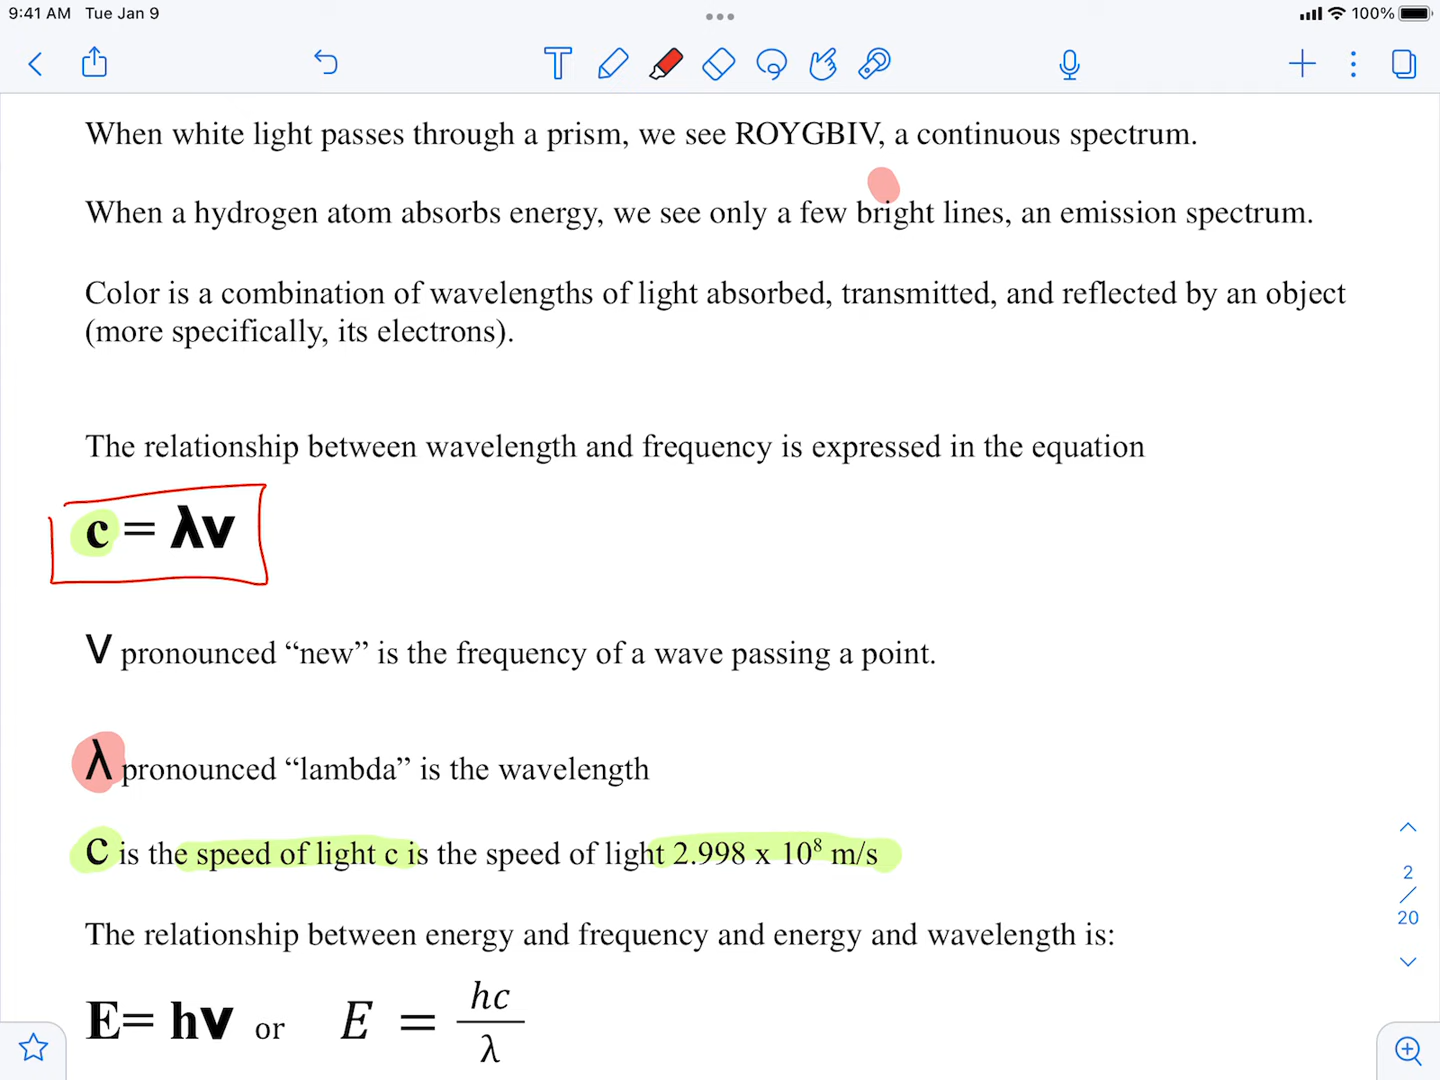 9:41 AM Tue Jan 9
100%
When white light passes through a prism, we see ROYGBIV, a continuous spectrum.
When a hydrogen atom absorbs energy, we see only a few bright lines, an emission spectrum.
Color is a combination of wavelengths of light absorbed, transmitted, and reflected by an object
(more specifically, its electrons).
The relationship between wavelength and frequency is expressed in the equation
c = λv
V pronounced “new” is the frequency of a wave passing a point.
λ pronounced “lambda” is the wavelength
c is the speed of light c is the speed of light 2.998 x 10⁸ m/s
2
/
20
The relationship between energy and frequency and energy and wavelength is:
E= hv or E = hc/λ